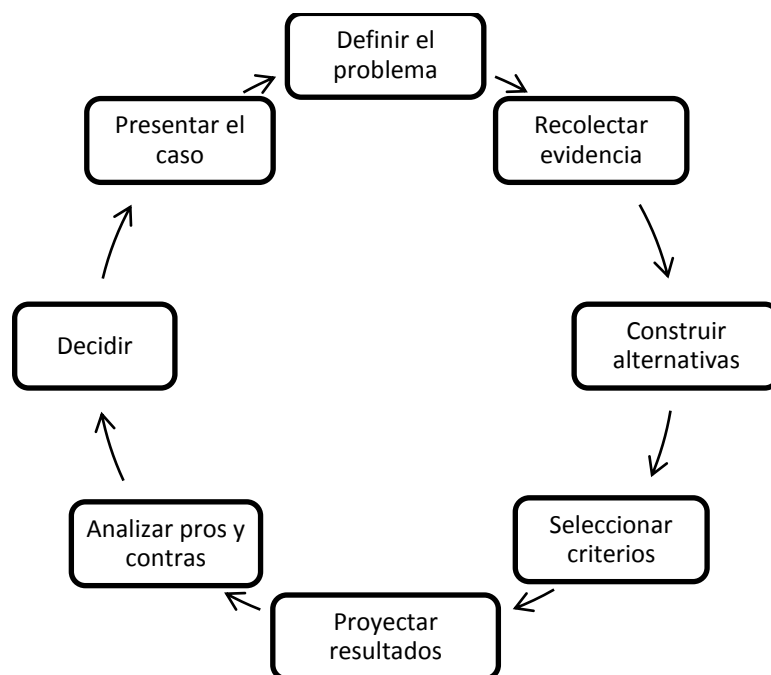 Definir el
problema
Recolectar
evidencia
Construir
alternativas
Seleccionar
criterios
Proyectar
resultados
Analizar pros y
contras
Decidir
Presentar el
caso